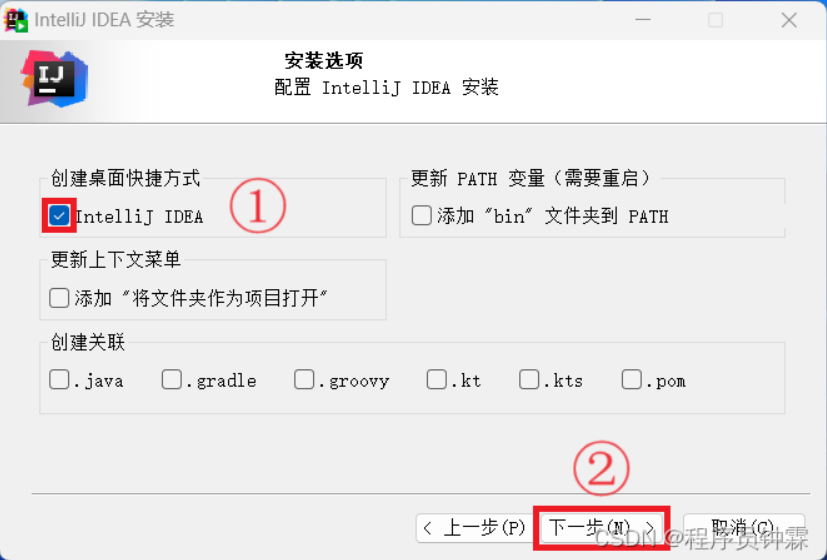 IntelliJ IDEA 安装
IJ
安装选项
配置 IntelliJ IDEA 安装
创建桌面快捷方式
IntelliJ IDEA
①
更新 PATH 变量（需要重启）
添加 "bin" 文件夹到 PATH
更新上下文菜单
添加 "将文件夹作为项目打开"
创建关联
.java .gradle .groovy .kt .kts .pom
②
< 上一步(P) 下一步(N) > 取消(C)
CSDN @程序员钟霖